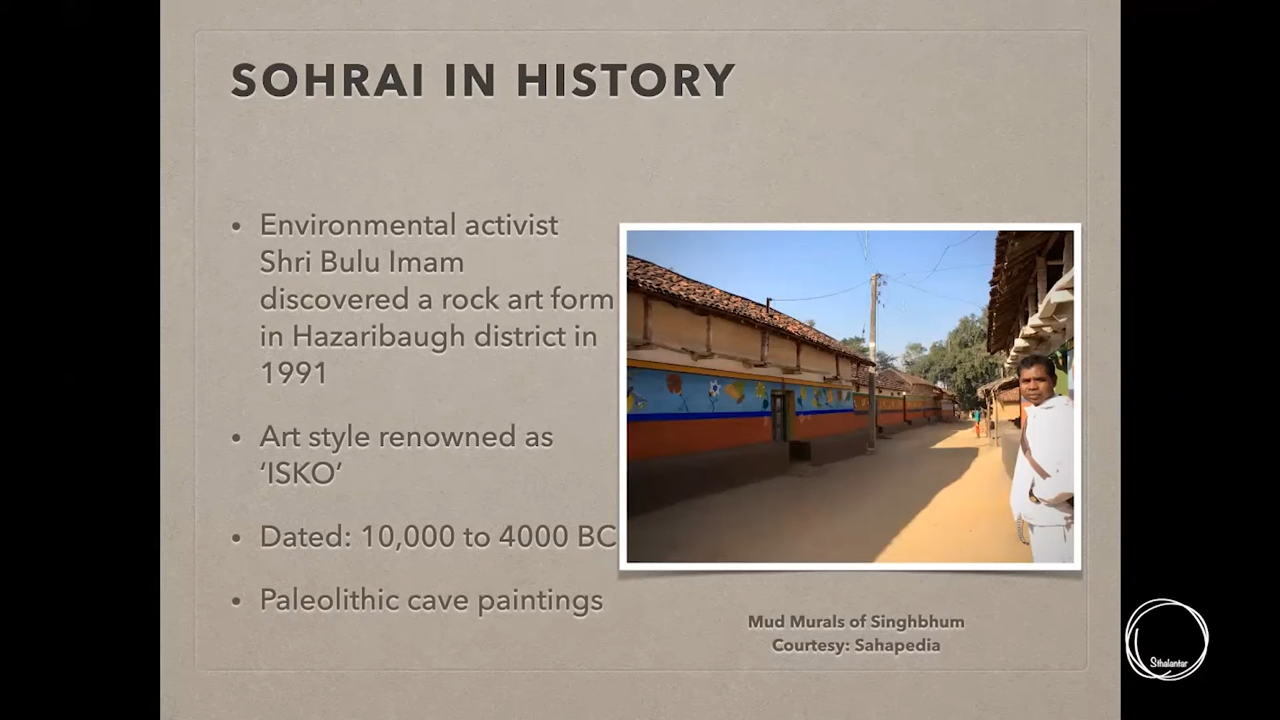 SOHRAI IN HISTORY
• Environmental activist
Shri Bulu Imam
discovered a rock art form
in Hazaribaugh district in
1991
• Art style renowned as
‘ISKO’
• Dated: 10,000 to 4000 BC
• Paleolithic cave paintings
Mud Murals of Singhbhum
Courtesy: Sahapedia
Sthalantar